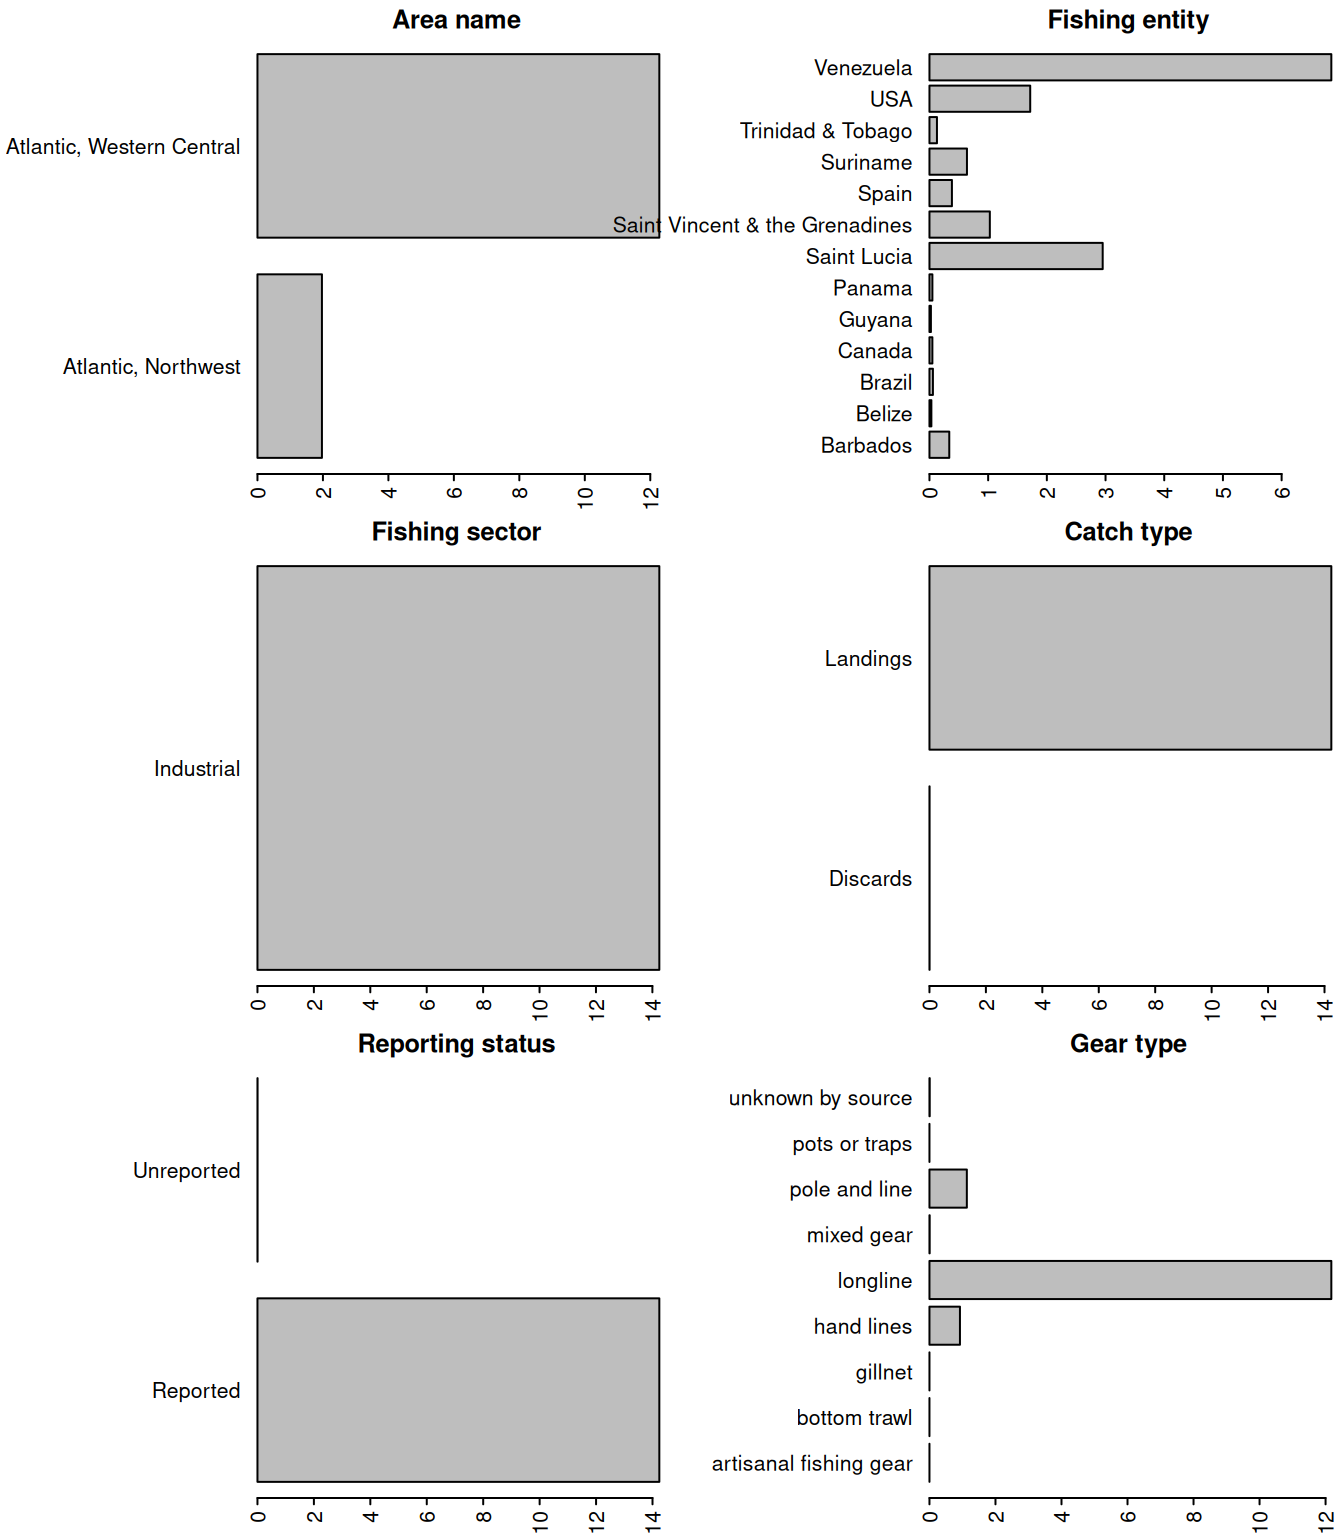 Area name
Atlantic, Western Central
Atlantic, Northwest
0 2 4 6 8 10 12
Fishing entity
Venezuela
USA
Trinidad & Tobago
Suriname
Spain
Saint Vincent & the Grenadines
Saint Lucia
Panama
Guyana
Canada
Brazil
Belize
Barbados
0 1 2 3 4 5 6
Fishing sector
Industrial
0 2 4 6 8 10 12 14
Catch type
Landings
Discards
0 2 4 6 8 10 12 14
Reporting status
Unreported
Reported
0 2 4 6 8 10 12 14
Gear type
unknown by source
pots or traps
pole and line
mixed gear
longline
hand lines
gillnet
bottom trawl
artisanal fishing gear
0 2 4 6 8 10 12